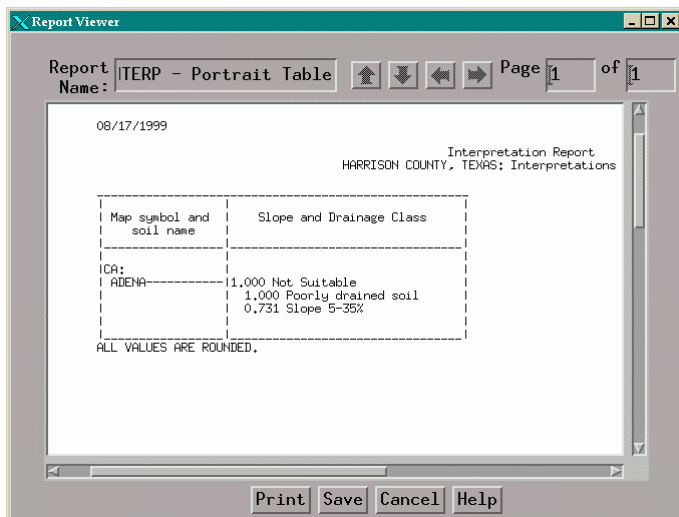 Report Viewer
Report Name: ITERP - Portrait Table Page 1 of 1
08/17/1999
Interpretation Report
HARRISON COUNTY, TEXAS: Interpretations
Map symbol and soil name
Slope and Drainage Class
CA:
ADENA-----------|1.000 Not Suitable
1.000 Poorly drained soil
0.731 Slope 5-35%
ALL VALUES ARE ROUNDED.
Print Save Cancel Help